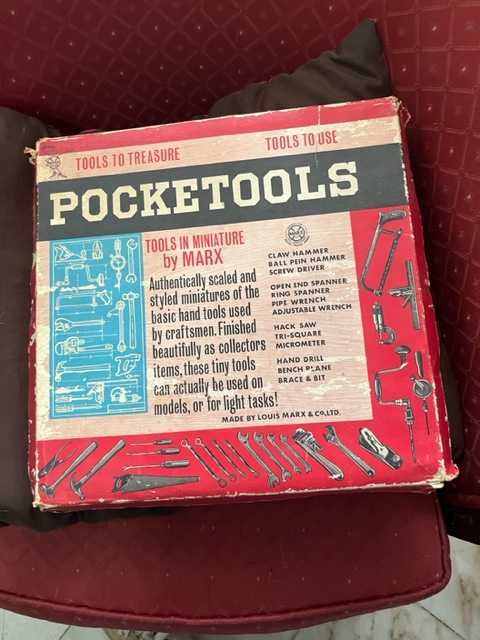 TOOLS TO TREASURE
TOOLS TO USE
POCKETOOLS
TOOLS IN MINIATURE
by MARX
Authentically scaled and
styled miniatures of the
basic hand tools used
by craftsmen. Finished
beautifully as collectors
items, these tiny tools
can actually be used on
models, or for light tasks!
CLAW HAMMER
BALL PEIN HAMMER
SCREW DRIVER
OPEN END SPANNER
RING SPANNER
PIPE WRENCH
ADJUSTABLE WRENCH
HACK SAW
TRI-SQUARE
MICROMETER
HAND DRILL
BENCH PLANE
BRACE & BIT
MADE BY LOUIS MARX & CO., LTD.